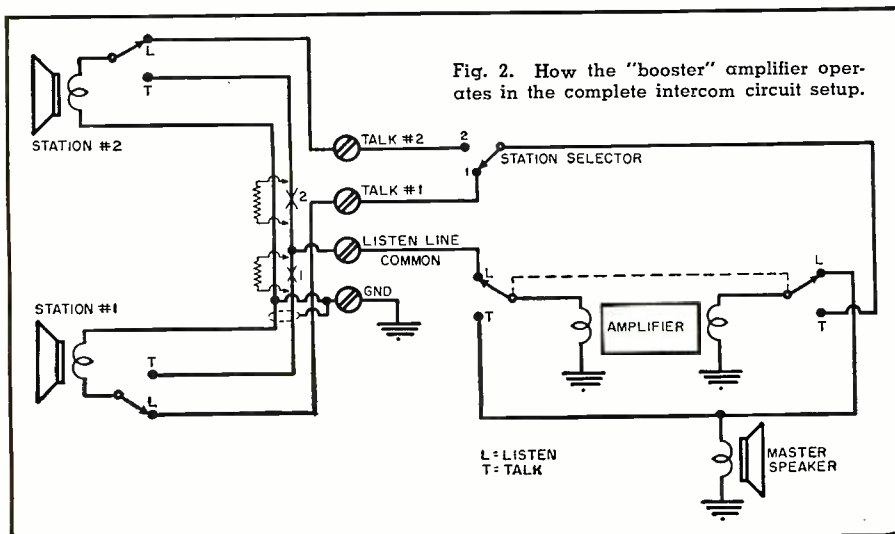 Fig. 2. How the "booster" amplifier oper-
ates in the complete intercom circuit setup.
L
T
STATION #2
TALK #2
2
1
STATION SELECTOR
2
TALK #1
LISTEN LINE
COMMON
1
GND
STATION #1
T
L
L
T
AMPLIFIER
L
T
L=LISTEN
T=TALK
MASTER
SPEAKER